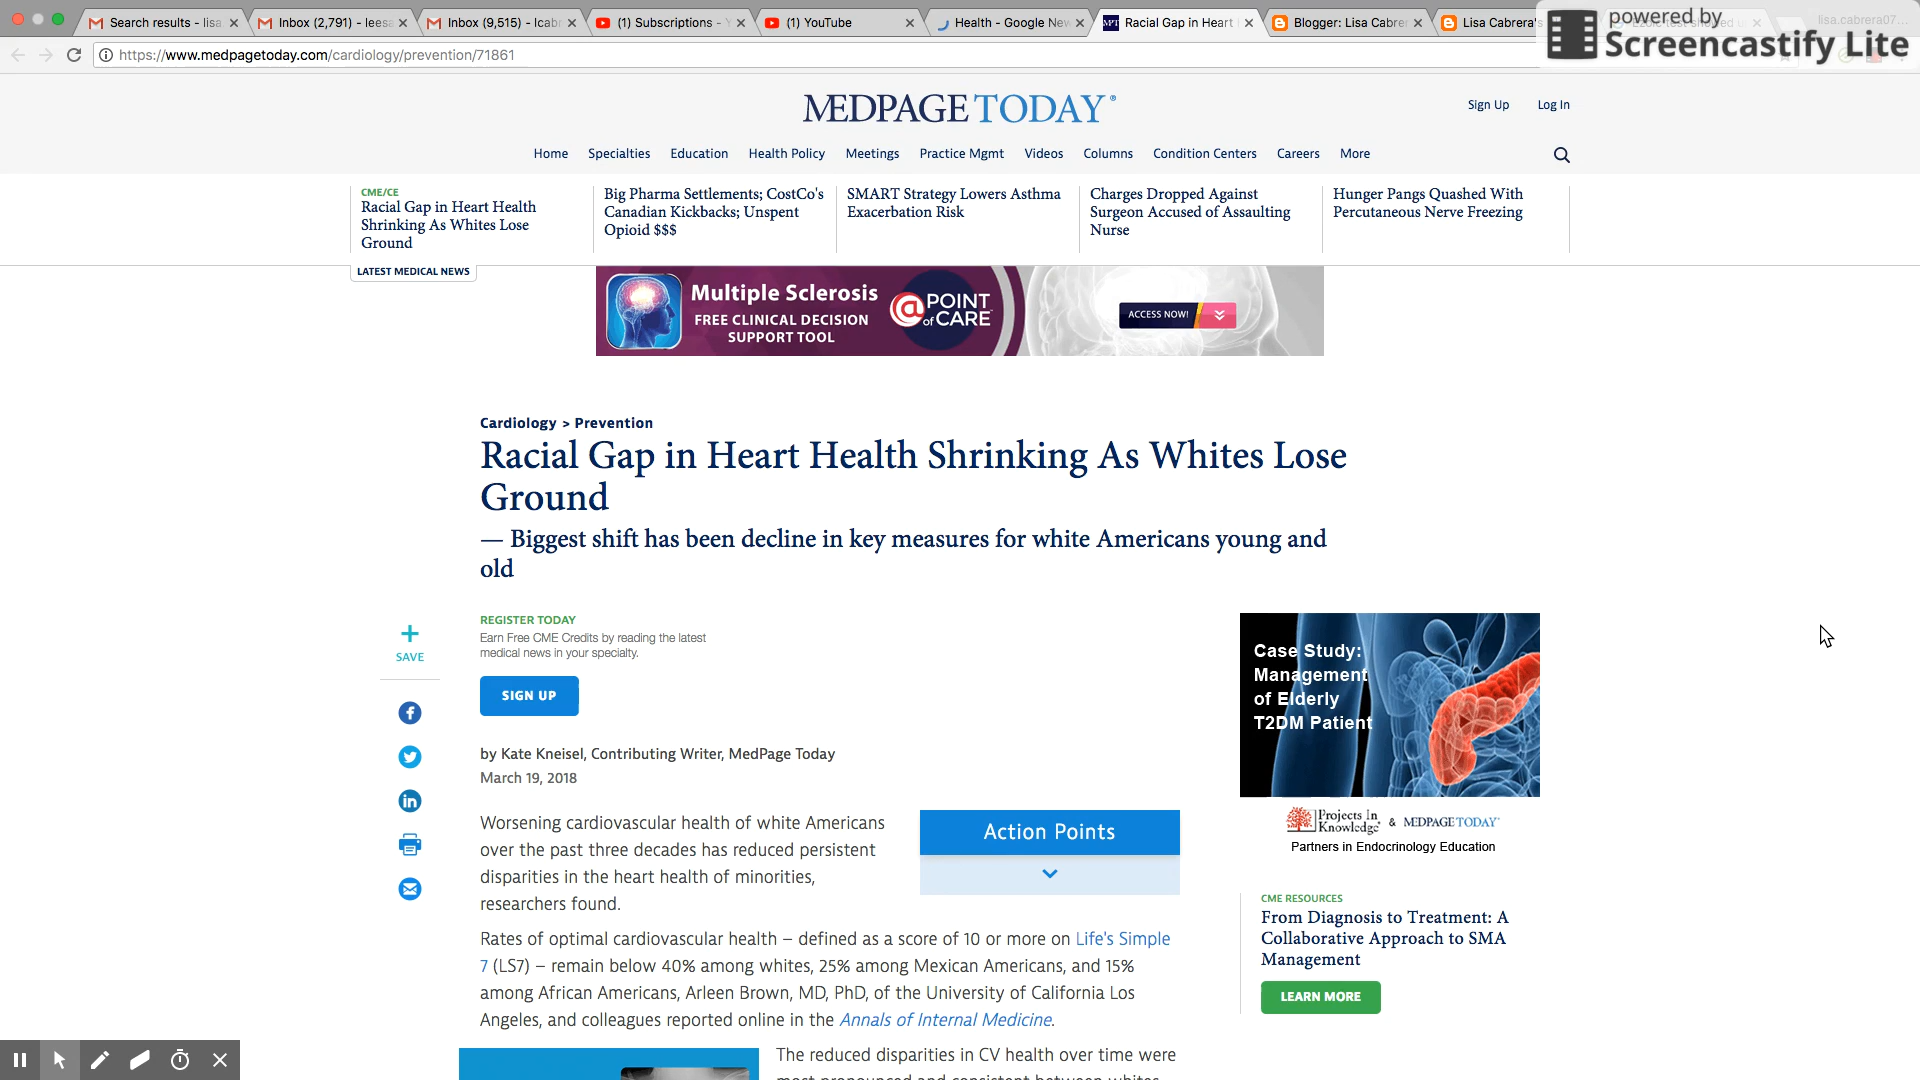 Search results - lisa
Inbox (2,791) - leesa
Inbox (9,515) - lcab
(1) Subscriptions - Y
(1) YouTube
Health - Google New
Racial Gap in Heart
Blogger: Lisa Cabrer
Lisa Cabrera's
lisa.cabrera07...
powered by
Screencastify Lite
https://www.medpagetoday.com/cardiology/prevention/71861
MEDPAGE TODAY®
Sign Up
Log In
Home
Specialties
Education
Health Policy
Meetings
Practice Mgmt
Videos
Columns
Condition Centers
Careers
More
CME/CE
Racial Gap in Heart Health
Shrinking As Whites Lose
Ground
Big Pharma Settlements; CostCo's
Canadian Kickbacks; Unspent
Opioid $$$
SMART Strategy Lowers Asthma
Exacerbation Risk
Charges Dropped Against
Surgeon Accused of Assaulting
Nurse
Hunger Pangs Quashed With
Percutaneous Nerve Freezing
LATEST MEDICAL NEWS
Multiple Sclerosis
FREE CLINICAL DECISION
SUPPORT TOOL
@POINT
of CARE
ACCESS NOW!
Cardiology > Prevention
Racial Gap in Heart Health Shrinking As Whites Lose
Ground
— Biggest shift has been decline in key measures for white Americans young and
old
SAVE
REGISTER TODAY
Earn Free CME Credits by reading the latest
medical news in your specialty.
SIGN UP
by Kate Kneisel, Contributing Writer, MedPage Today
March 19, 2018
Worsening cardiovascular health of white Americans
over the past three decades has reduced persistent
disparities in the heart health of minorities,
researchers found.
Action Points
Rates of optimal cardiovascular health – defined as a score of 10 or more on Life's Simple
7 (LS7) – remain below 40% among whites, 25% among Mexican Americans, and 15%
among African Americans, Arleen Brown, MD, PhD, of the University of California Los
Angeles, and colleagues reported online in the Annals of Internal Medicine.
The reduced disparities in CV health over time were
most pronounced and consistent between whites
Case Study:
Management
of Elderly
T2DM Patient
Projects In
Knowledge® & MEDPAGE TODAY®
Partners in Endocrinology Education
CME RESOURCES
From Diagnosis to Treatment: A
Collaborative Approach to SMA
Management
LEARN MORE